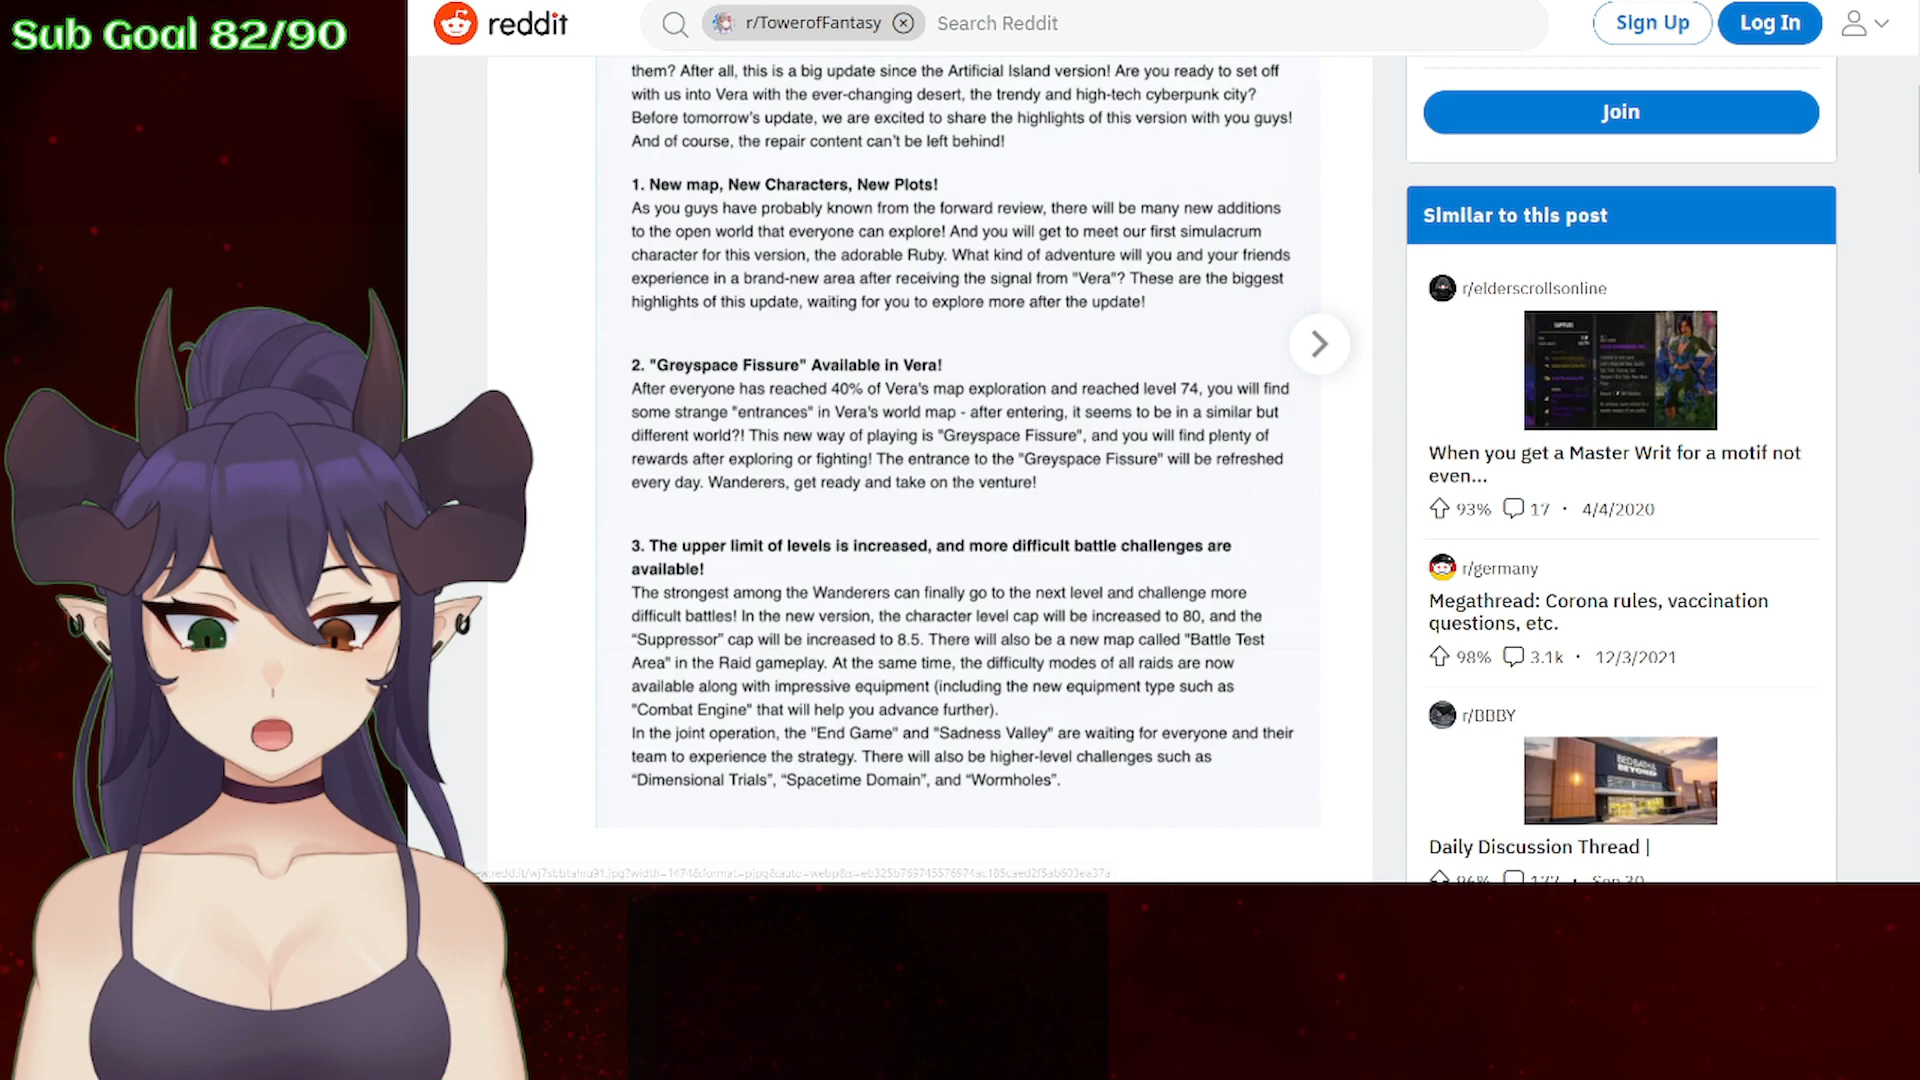 Sub Goal 82/90
reddit
r/TowerofFantasy
Search Reddit
Sign Up
Log In
them? After all, this is a big update since the Artificial Island version! Are you ready to set off
with us into Vera with the ever-changing desert, the trendy and high-tech cyberpunk city?
Before tomorrow's update, we are excited to share the highlights of this version with you guys!
And of course, the repair content can't be left behind!
1. New map, New Characters, New Plots!
As you guys have probably known from the forward review, there will be many new additions
to the open world that everyone can explore! And you will get to meet our first simulacrum
character for this version, the adorable Ruby. What kind of adventure will you and your friends
experience in a brand-new area after receiving the signal from "Vera"? These are the biggest
highlights of this update, waiting for you to explore more after the update!
2. "Greyspace Fissure" Available in Vera!
After everyone has reached 40% of Vera's map exploration and reached level 74, you will find
some strange "entrances" in Vera's world map - after entering, it seems to be in a similar but
different world?! This new way of playing is "Greyspace Fissure", and you will find plenty of
rewards after exploring or fighting! The entrance to the "Greyspace Fissure" will be refreshed
every day. Wanderers, get ready and take on the venture!
3. The upper limit of levels is increased, and more difficult battle challenges are
available!
The strongest among the Wanderers can finally go to the next level and challenge more
difficult battles! In the new version, the character level cap will be increased to 80, and the
“Suppressor” cap will be increased to 8.5. There will also be a new map called "Battle Test
Area" in the Raid gameplay. At the same time, the difficulty modes of all raids are now
available along with impressive equipment (including the new equipment type such as
"Combat Engine" that will help you advance further).
In the joint operation, the "End Game" and "Sadness Valley" are waiting for everyone and their
team to experience the strategy. There will also be higher-level challenges such as
“Dimensional Trials”, “Spacetime Domain”, and “Wormholes”.
Join
Similar to this post
r/elderscrollsonline
SUPPLIES
When you get a Master Writ for a motif not
even...
93% 17 · 4/4/2020
r/germany
Megathread: Corona rules, vaccination
questions, etc.
98% 3.1k · 12/3/2021
r/BBBY
BED BATH &
BEYOND
Daily Discussion Thread |
96% 177 · Sep 30